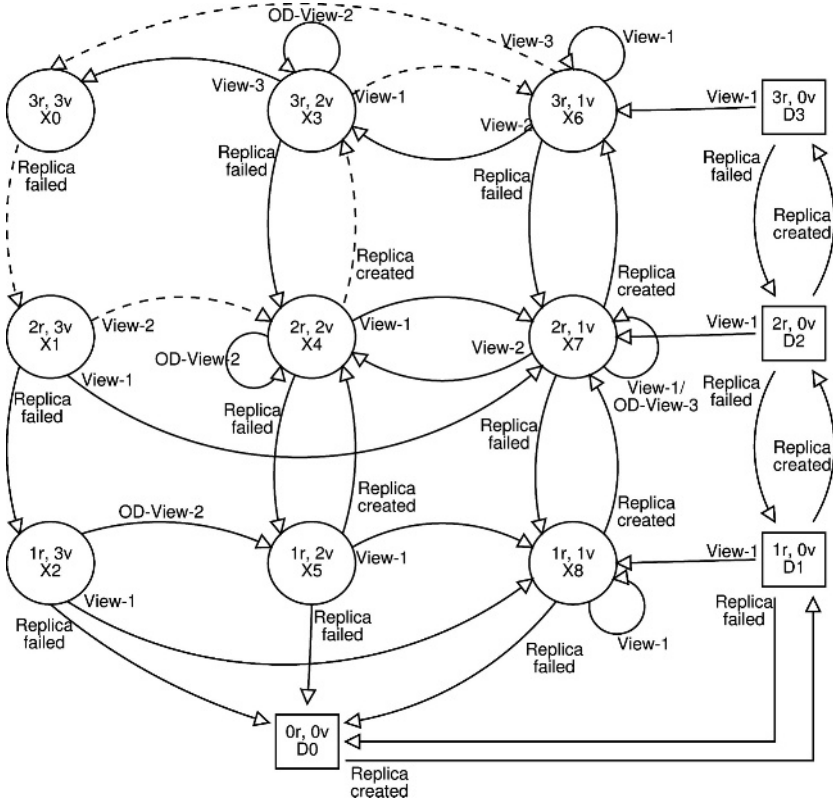 OD-View-2
View-3
View-1
3r, 3v
X0
View-3
3r, 2v
X3
View-1
3r, 1v
X6
View-2
View-1
3r, 0v
D3
Replica
failed
Replica
failed
Replica
failed
Replica
failed
Replica
created
Replica
created
Replica
created
2r, 3v
X1
View-2
2r, 2v
X4
View-1
2r, 1v
X7
View-2
View-1
2r, 0v
D2
OD-View-2
View-1
View-1/
OD-View-3
Replica
failed
Replica
failed
Replica
failed
Replica
failed
Replica
created
Replica
created
Replica
created
OD-View-2
1r, 3v
X2
1r, 2v
X5
View-1
1r, 1v
X8
View-1
1r, 0v
D1
View-1
Replica
failed
Replica
failed
Replica
failed
View-1
Replica
failed
0r, 0v
D0
Replica
created